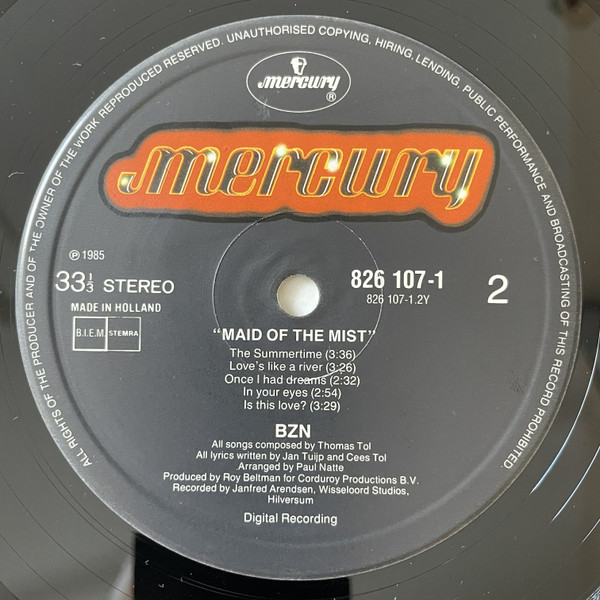 ALL RIGHTS OF THE PRODUCER AND OF THE OWNER OF THE WORK REPRODUCED RESERVED. UNAUTHORISED COPYING, HIRING, LENDING, PUBLIC PERFORMANCE AND BROADCASTING OF THIS RECORD PROHIBITED.
mercury ®
mercury
℗ 1985
33 1/3 STEREO
MADE IN HOLLAND
B.I.E.M. STEMRA
826 107-1
826 107-1.2Y
2
“MAID OF THE MIST”
The Summertime (3:36)
Love's like a river (3:26)
Once I had dreams (2:32)
In your eyes (2:54)
Is this love? (3:29)
BZN
All songs composed by Thomas Tol
All lyrics written by Jan Tuijp and Cees Tol
Arranged by Paul Natte
Produced by Roy Beltman for Corduroy Productions B.V.
Recorded by Janfred Arendsen, Wisseloord Studios,
Hilversum
Digital Recording